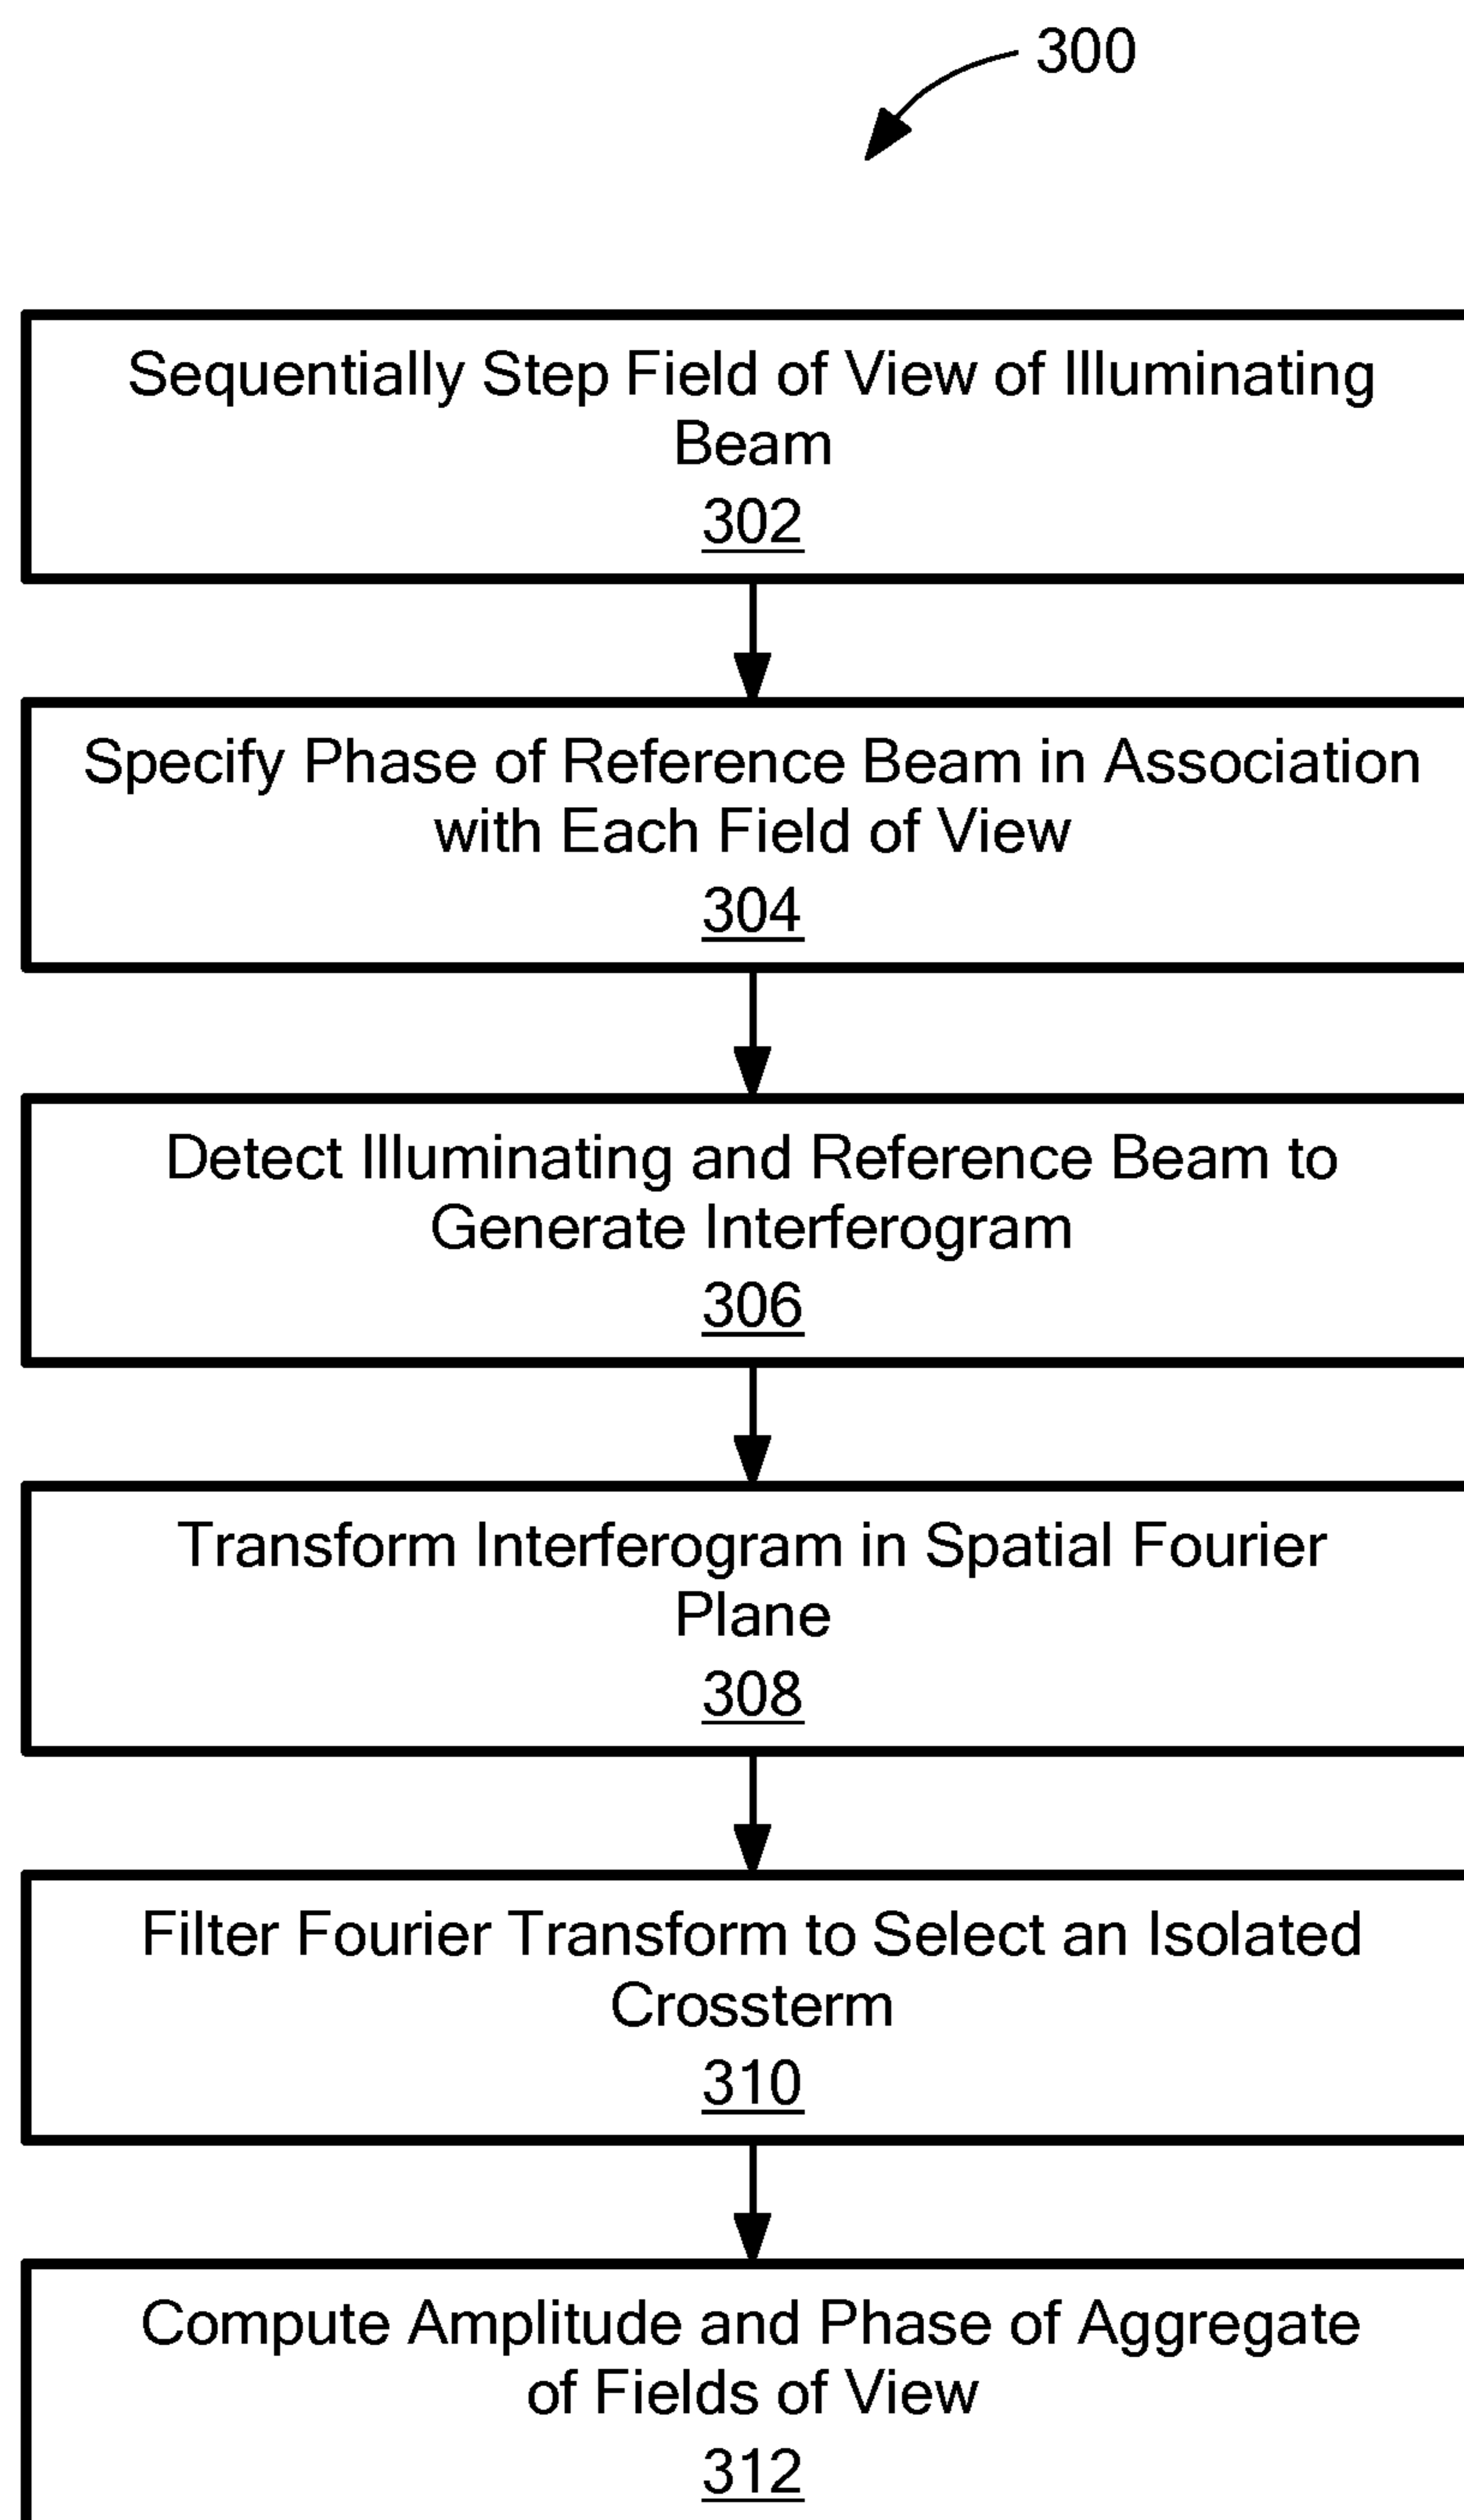 300
Sequentially Step Field of View of Illuminating
Beam
302
Specify Phase of Reference Beam in Association
with Each Field of View
304
Detect Illuminating and Reference Beam to
Generate Interferogram
306
Transform Interferogram in Spatial Fourier
Plane
308
Filter Fourier Transform to Select an Isolated
Crossterm
310
Compute Amplitude and Phase of Aggregate
of Fields of View
312